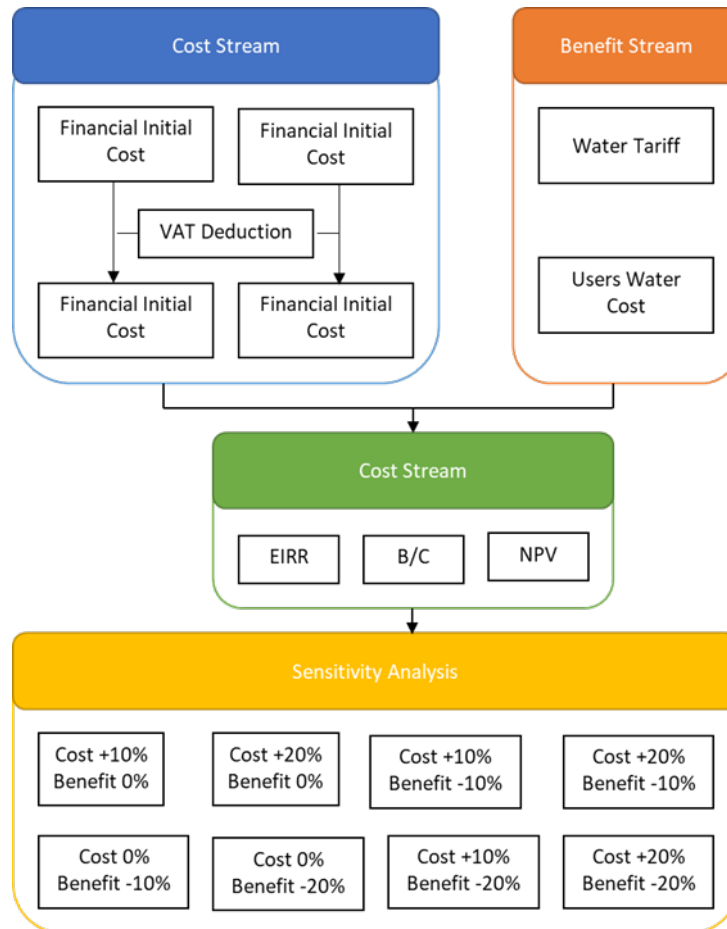 Cost Stream
Benefit Stream
Financial Initial
Cost
Financial Initial
Cost
Water Tariff
VAT Deduction
Financial Initial
Cost
Financial Initial
Cost
Users Water
Cost
Cost Stream
EIRR
B/C
NPV
Sensitivity Analysis
Cost +10%
Benefit 0%
Cost +20%
Benefit 0%
Cost +10%
Benefit -10%
Cost +20%
Benefit -10%
Cost 0%
Benefit -10%
Cost 0%
Benefit -20%
Cost +10%
Benefit -20%
Cost +20%
Benefit -20%